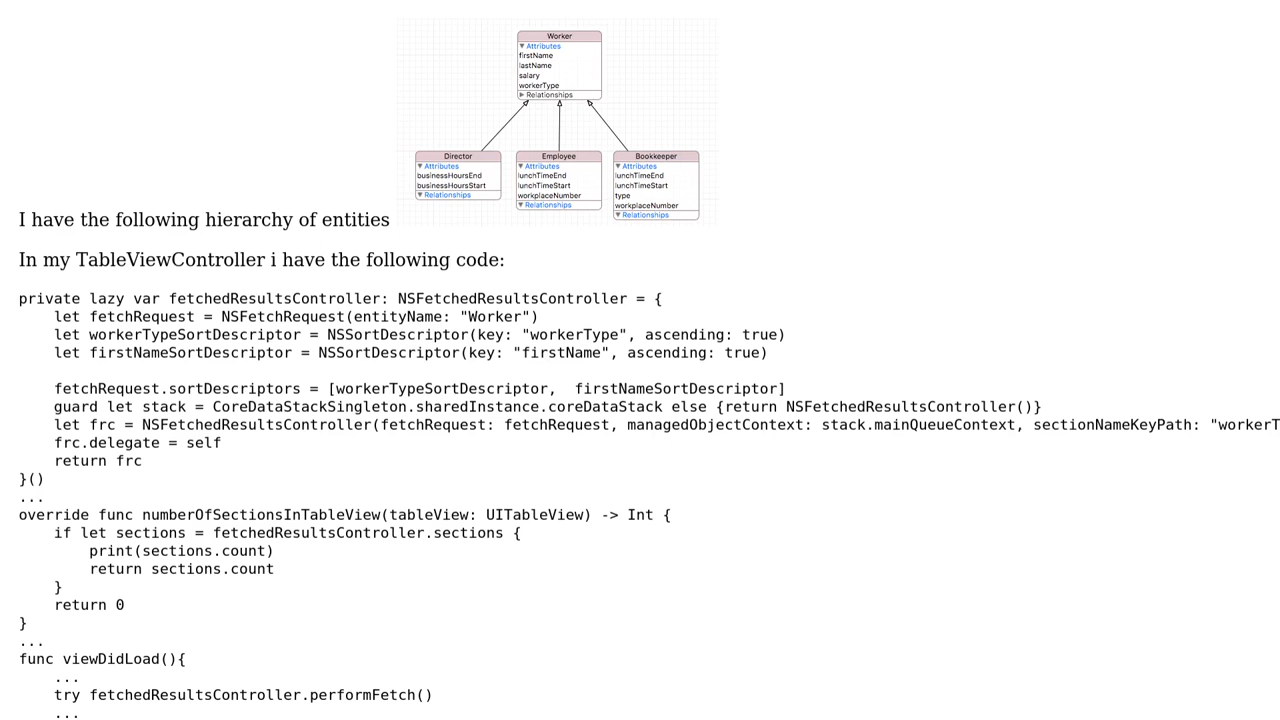 Worker
▼ Attributes
firstName
lastName
salary
workerType
▶ Relationships
Director
▼ Attributes
businessHoursEnd
businessHoursStart
▼ Relationships
Employee
▼ Attributes
lunchTimeEnd
lunchTimeStart
workplaceNumber
▼ Relationships
Bookkeeper
▼ Attributes
lunchTimeEnd
lunchTimeStart
type
workplaceNumber
▼ Relationships
I have the following hierarchy of entities
In my TableViewController i have the following code:
private lazy var fetchedResultsController: NSFetchedResultsController = {
    let fetchRequest = NSFetchRequest(entityName: "Worker")
    let workerTypeSortDescriptor = NSSortDescriptor(key: "workerType", ascending: true)
    let firstNameSortDescriptor = NSSortDescriptor(key: "firstName", ascending: true)
    fetchRequest.sortDescriptors = [workerTypeSortDescriptor,  firstNameSortDescriptor]
    guard let stack = CoreDataStackSingleton.sharedInstance.coreDataStack else {return NSFetchedResultsController()}
    let frc = NSFetchedResultsController(fetchRequest: fetchRequest, managedObjectContext: stack.mainQueueContext, sectionNameKeyPath: "workerT
    frc.delegate = self
    return frc
}()
...
override func numberOfSectionsInTableView(tableView: UITableView) -> Int {
    if let sections = fetchedResultsController.sections {
        print(sections.count)
        return sections.count
    }
    return 0
}
...
func viewDidLoad(){
    ...
    try fetchedResultsController.performFetch()
    ...